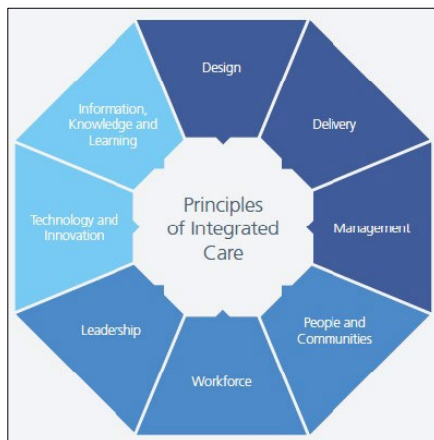 Design
Delivery
Management
People and
Communities
Workforce
Leadership
Technology and
Innovation
Information,
Knowledge and
Learning
Principles
of Integrated
Care